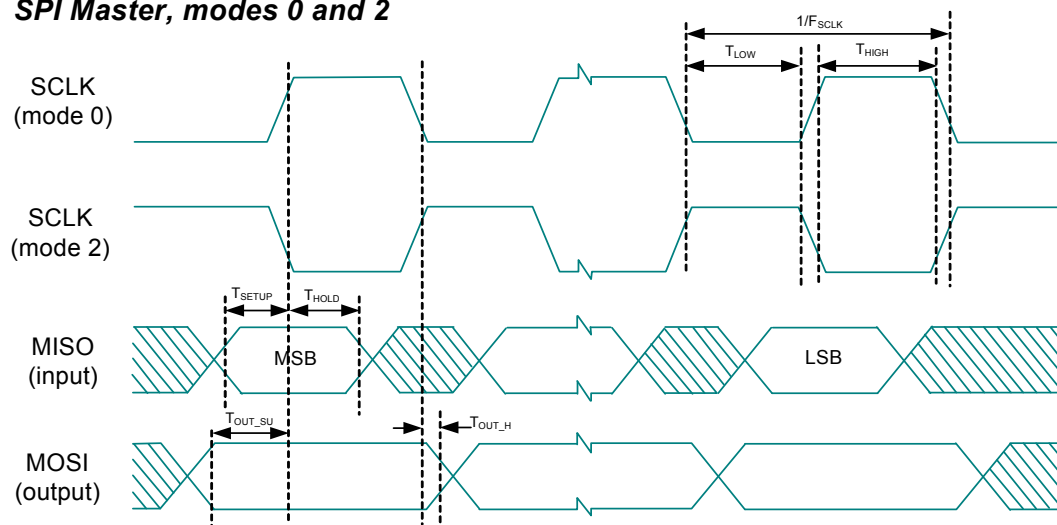 SPI Master, modes 0 and 2
1/FSCLK
TLOW
THIGH
SCLK
(mode 0)
SCLK
(mode 2)
TSETUP
THOLD
MISO
(input)
MSB
LSB
TOUT_SU
TOUT_H
MOSI
(output)